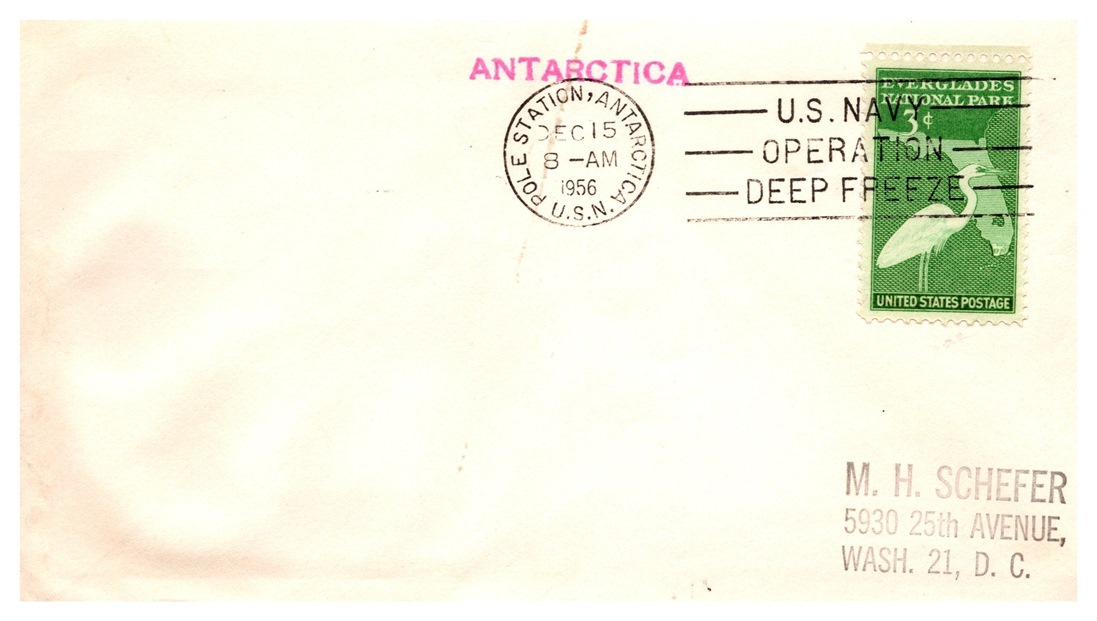 ANTARCTICA
POLE STATION, ANTARCTICA. U.S.N.
DEC 15
8 –AM
1956
U.S. NAVY
OPERATION
DEEP FREEZE
EVERGLADES
NATIONAL PARK
3¢
UNITED STATES POSTAGE
M. H. SCHEFER
5930 25th AVENUE,
WASH. 21, D. C.